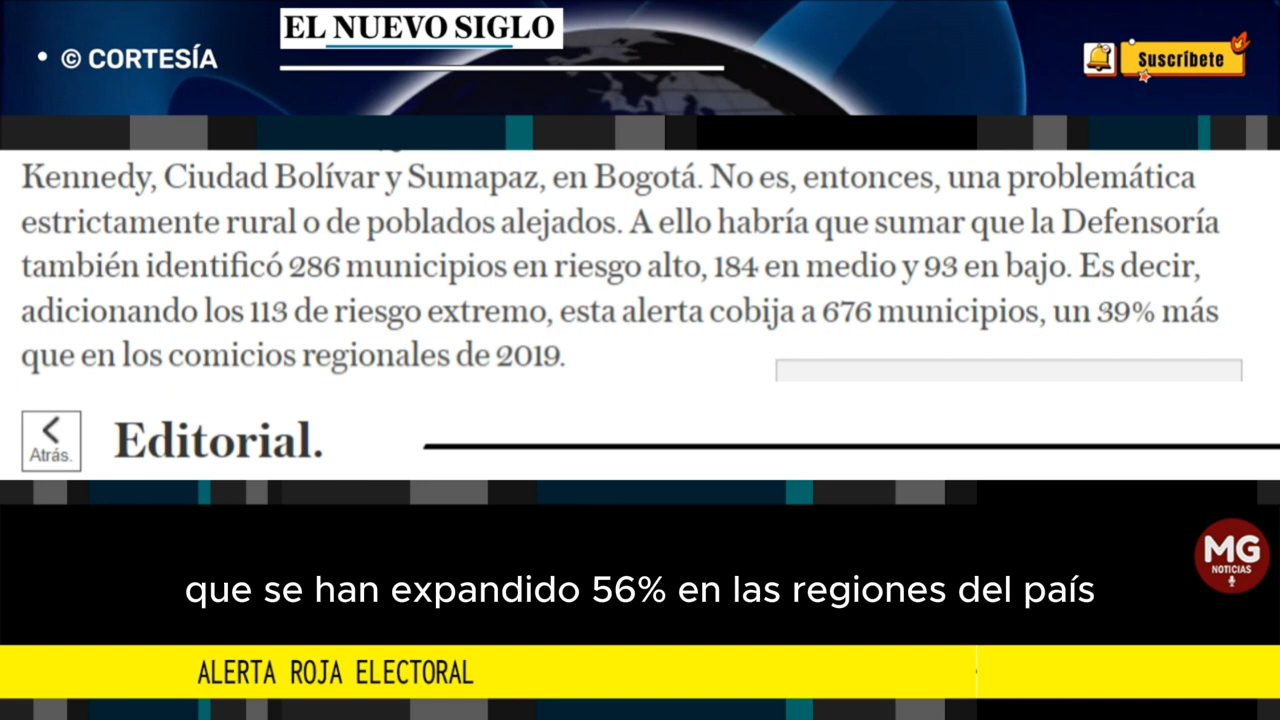 EL NUEVO SIGLO
• © CORTESÍA
Suscríbete
Kennedy, Ciudad Bolívar y Sumapaz, en Bogotá. No es, entonces, una problemática
estrictamente rural o de poblados alejados. A ello habría que sumar que la Defensoría
también identificó 286 municipios en riesgo alto, 184 en medio y 93 en bajo. Es decir,
adicionando los 113 de riesgo extremo, esta alerta cobija a 676 municipios, un 39% más
que en los comicios regionales de 2019.
Atrás.
Editorial.
MG
NOTICIAS
que se han expandido 56% en las regiones del país
ALERTA ROJA ELECTORAL